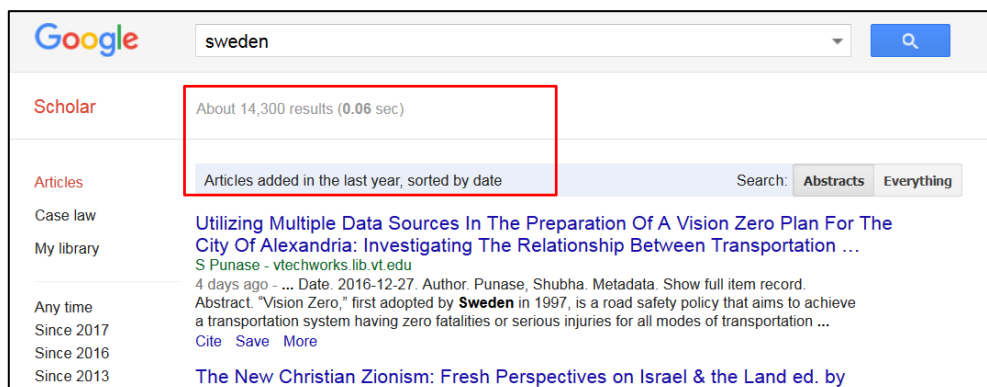 Google
sweden
Scholar
About 14,300 results (0.06 sec)
Articles
Case law
My library
Any time
Since 2017
Since 2016
Since 2013
Articles added in the last year, sorted by date
Search: Abstracts Everything
Utilizing Multiple Data Sources In The Preparation Of A Vision Zero Plan For The
City Of Alexandria: Investigating The Relationship Between Transportation ...
S Punase - vtechworks.lib.vt.edu
4 days ago - ... Date. 2016-12-27. Author. Punase, Shubha. Metadata. Show full item record.
Abstract. “Vision Zero,” first adopted by Sweden in 1997, is a road safety policy that aims to achieve
a transportation system having zero fatalities or serious injuries for all modes of transportation ...
Cite Save More
The New Christian Zionism: Fresh Perspectives on Israel & the Land ed. by